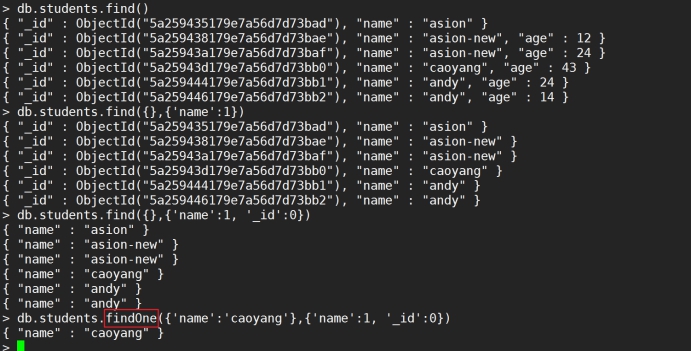 > db.students.find()
{ "_id" : ObjectId("5a259435179e7a56d7d73bad"), "name" : "asion" }
{ "_id" : ObjectId("5a259438179e7a56d7d73bae"), "name" : "asion-new", "age" : 12 }
{ "_id" : ObjectId("5a25943a179e7a56d7d73baf"), "name" : "asion-new", "age" : 24 }
{ "_id" : ObjectId("5a25943d179e7a56d7d73bb0"), "name" : "caoyang", "age" : 43 }
{ "_id" : ObjectId("5a259444179e7a56d7d73bb1"), "name" : "andy", "age" : 24 }
{ "_id" : ObjectId("5a259446179e7a56d7d73bb2"), "name" : "andy", "age" : 14 }
> db.students.find({},{'name':1})
{ "_id" : ObjectId("5a259435179e7a56d7d73bad"), "name" : "asion" }
{ "_id" : ObjectId("5a259438179e7a56d7d73bae"), "name" : "asion-new" }
{ "_id" : ObjectId("5a25943a179e7a56d7d73baf"), "name" : "asion-new" }
{ "_id" : ObjectId("5a25943d179e7a56d7d73bb0"), "name" : "caoyang" }
{ "_id" : ObjectId("5a259444179e7a56d7d73bb1"), "name" : "andy" }
{ "_id" : ObjectId("5a259446179e7a56d7d73bb2"), "name" : "andy" }
> db.students.find({},{'name':1, '_id':0})
{ "name" : "asion" }
{ "name" : "asion-new" }
{ "name" : "asion-new" }
{ "name" : "caoyang" }
{ "name" : "andy" }
{ "name" : "andy" }
> db.students.findOne({'name':'caoyang'},{'name':1, '_id':0})
{ "name" : "caoyang" }
>